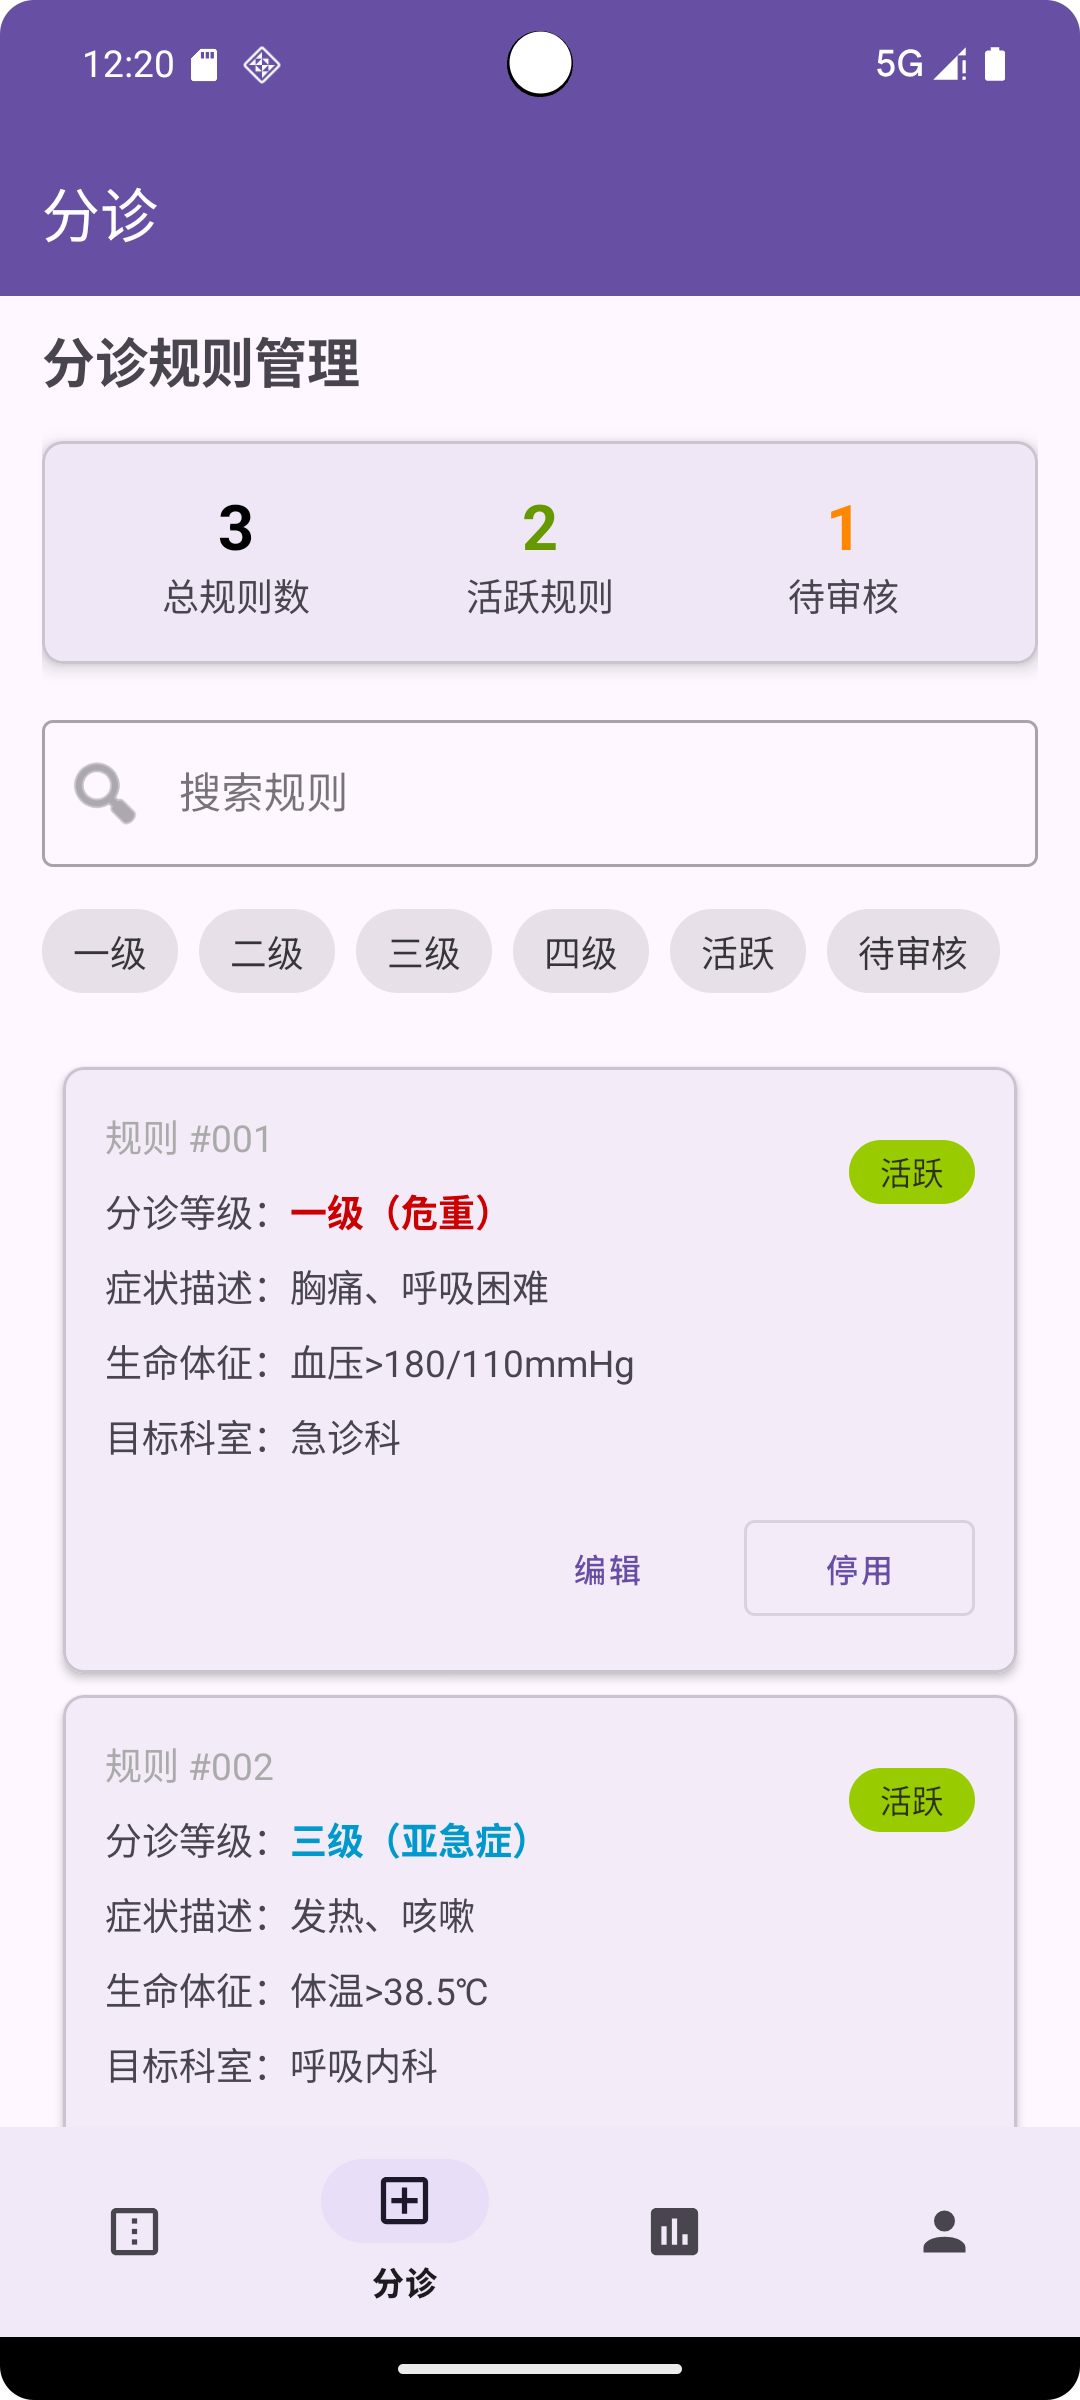 12:20
5G
分诊
分诊规则管理
3 2 1
总规则数 活跃规则 待审核
搜索规则
一级 二级 三级 四级 活跃 待审核
规则 #001
活跃
分诊等级：一级（危重）
症状描述：胸痛、呼吸困难
生命体征：血压>180/110mmHg
目标科室：急诊科
编辑 停用
规则 #002
活跃
分诊等级：三级（亚急症）
症状描述：发热、咳嗽
生命体征：体温>38.5℃
目标科室：呼吸内科
分诊